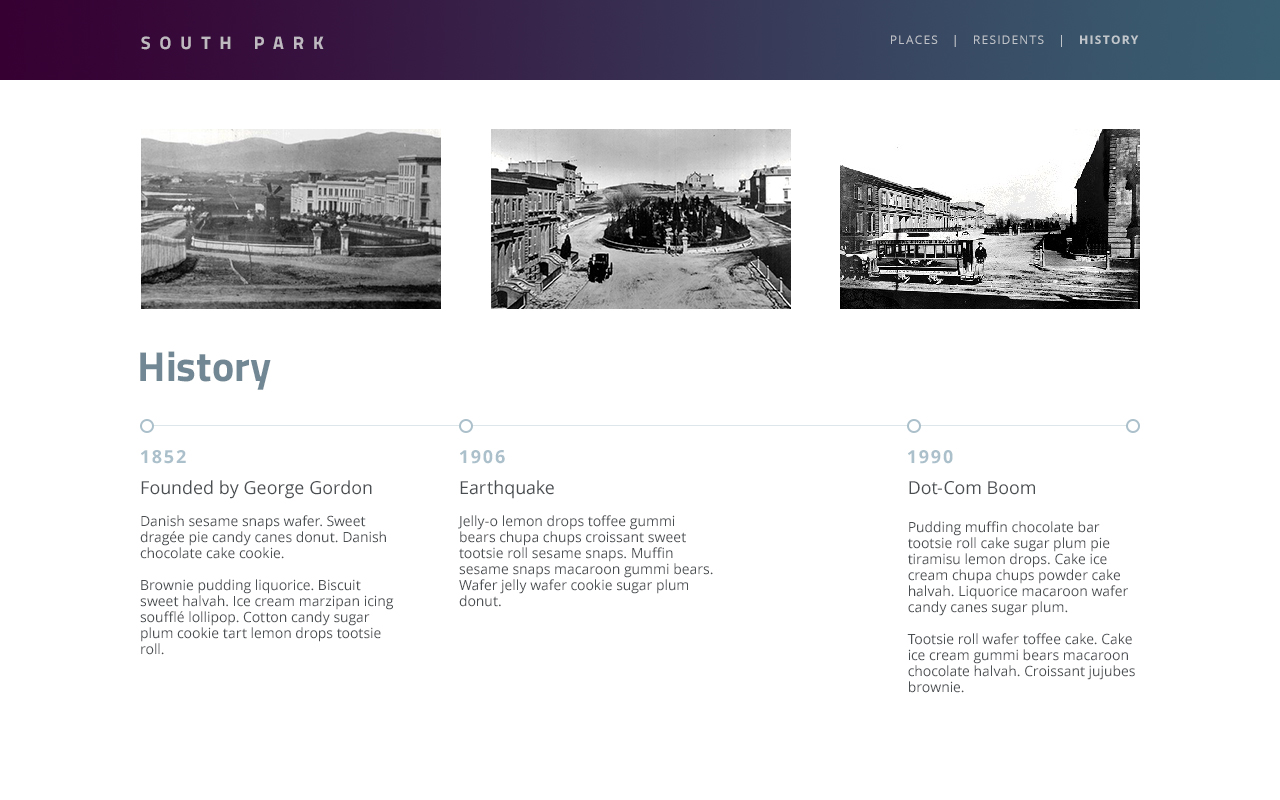 SOUTH PARK
PLACES | RESIDENTS | HISTORY
History
1852
Founded by George Gordon
Danish sesame snaps wafer. Sweet
dragée pie candy canes donut. Danish
chocolate cake cookie.
Brownie pudding liquorice. Biscuit
sweet halvah. Ice cream marzipan icing
soufflé lollipop. Cotton candy sugar
plum cookie tart lemon drops tootsie
roll.
1906
Earthquake
Jelly-o lemon drops toffee gummi
bears chupa chups croissant sweet
tootsie roll sesame snaps. Muffin
sesame snaps macaroon gummi bears.
Wafer jelly wafer cookie sugar plum
donut.
1990
Dot-Com Boom
Pudding muffin chocolate bar
tootsie roll cake sugar plum pie
tiramisu lemon drops. Cake ice
cream chupa chups powder cake
halvah. Liquorice macaroon wafer
candy canes sugar plum.
Tootsie roll wafer toffee cake. Cake
ice cream gummi bears macaroon
chocolate halvah. Croissant jujubes
brownie.